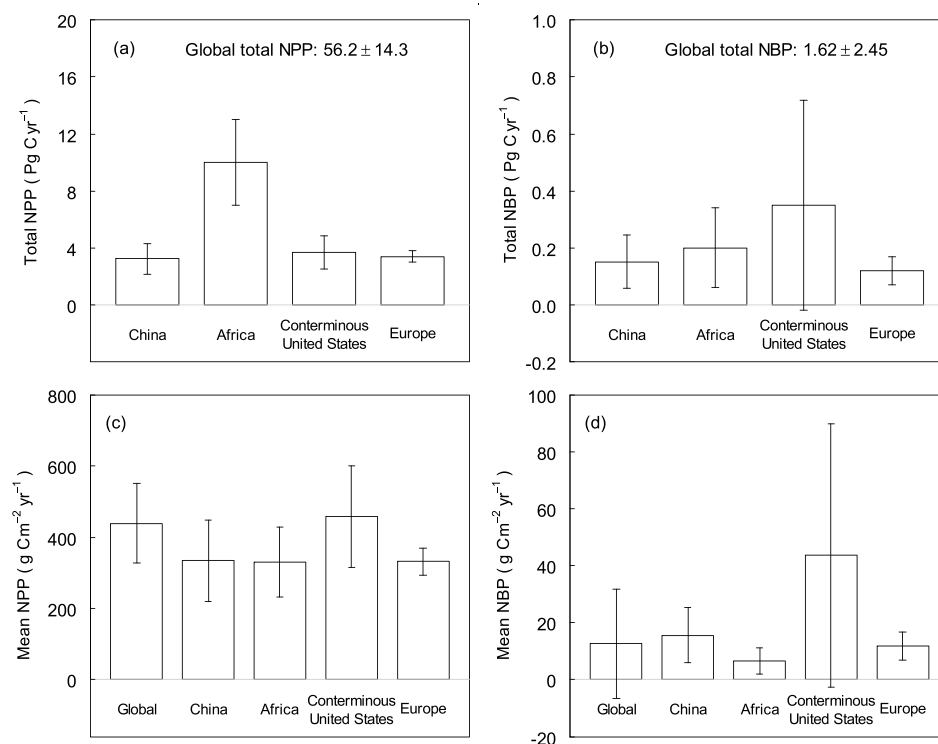 20
16
12
8
4
0
Total NPP ( Pg C yr⁻¹ )
(a)
Global total NPP: 56.2 ± 14.3
China
Africa
Conterminous
United States
Europe
1.0
0.8
0.6
0.4
0.2
0.0
-0.2
Total NBP ( Pg C yr⁻¹ )
(b)
Global total NBP: 1.62 ± 2.45
China
Africa
Conterminous
United States
Europe
800
600
400
200
0
Mean NPP ( g Cm⁻² yr⁻¹ )
(c)
Global
China
Africa
Conterminous
United States
Europe
100
80
60
40
20
0
-20
Mean NBP ( g Cm⁻² yr⁻¹ )
(d)
Global
China
Africa
Conterminous
United States
Europe